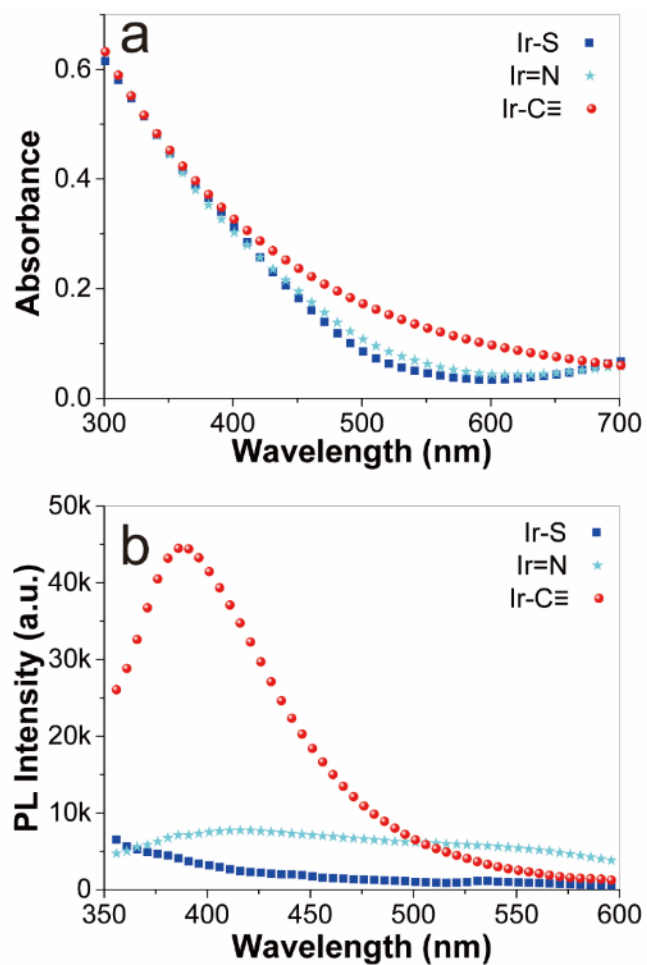 a
Ir-S
Ir=N
Ir-C≡
0.6
0.4
0.2
0.0
Absorbance
300 400 500 600 700
Wavelength (nm)
b
Ir-S
Ir=N
Ir-C≡
50k
40k
30k
20k
10k
0
PL Intensity (a.u.)
350 400 450 500 550 600
Wavelength (nm)